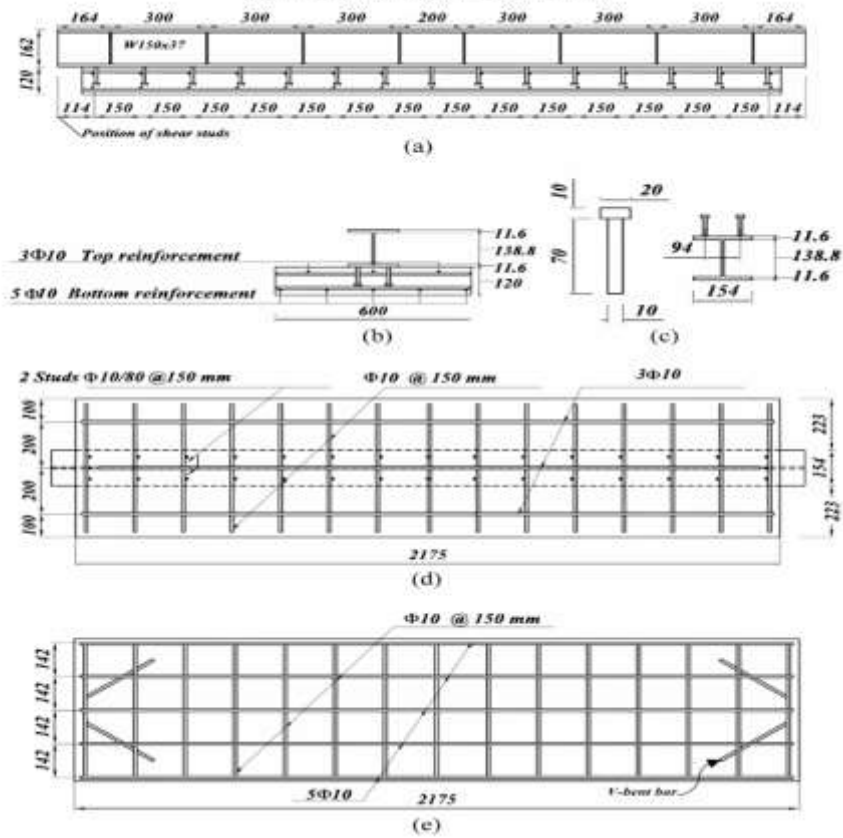 (a)
164 300 300 300 200 300 300 300 164
162
W150x37
120
114 150 150 150 150 150 150 150 150 150 150 150 150 150 150 114
Position of shear studs
(a)
3Φ10 Top reinforcement
5 Φ10 Bottom reinforcement
11.6
138.8
11.6
120
600
(b)
10
20
70
10
94
11.6
138.8
11.6
154
(c)
2 Studs Φ10/80 @150 mm
Φ10 @ 150 mm
3Φ10
100
200
200
100
223
154
223
2175
(d)
Φ10 @ 150 mm
142
142
142
142
5Φ10
2175
V-bent bar
(e)